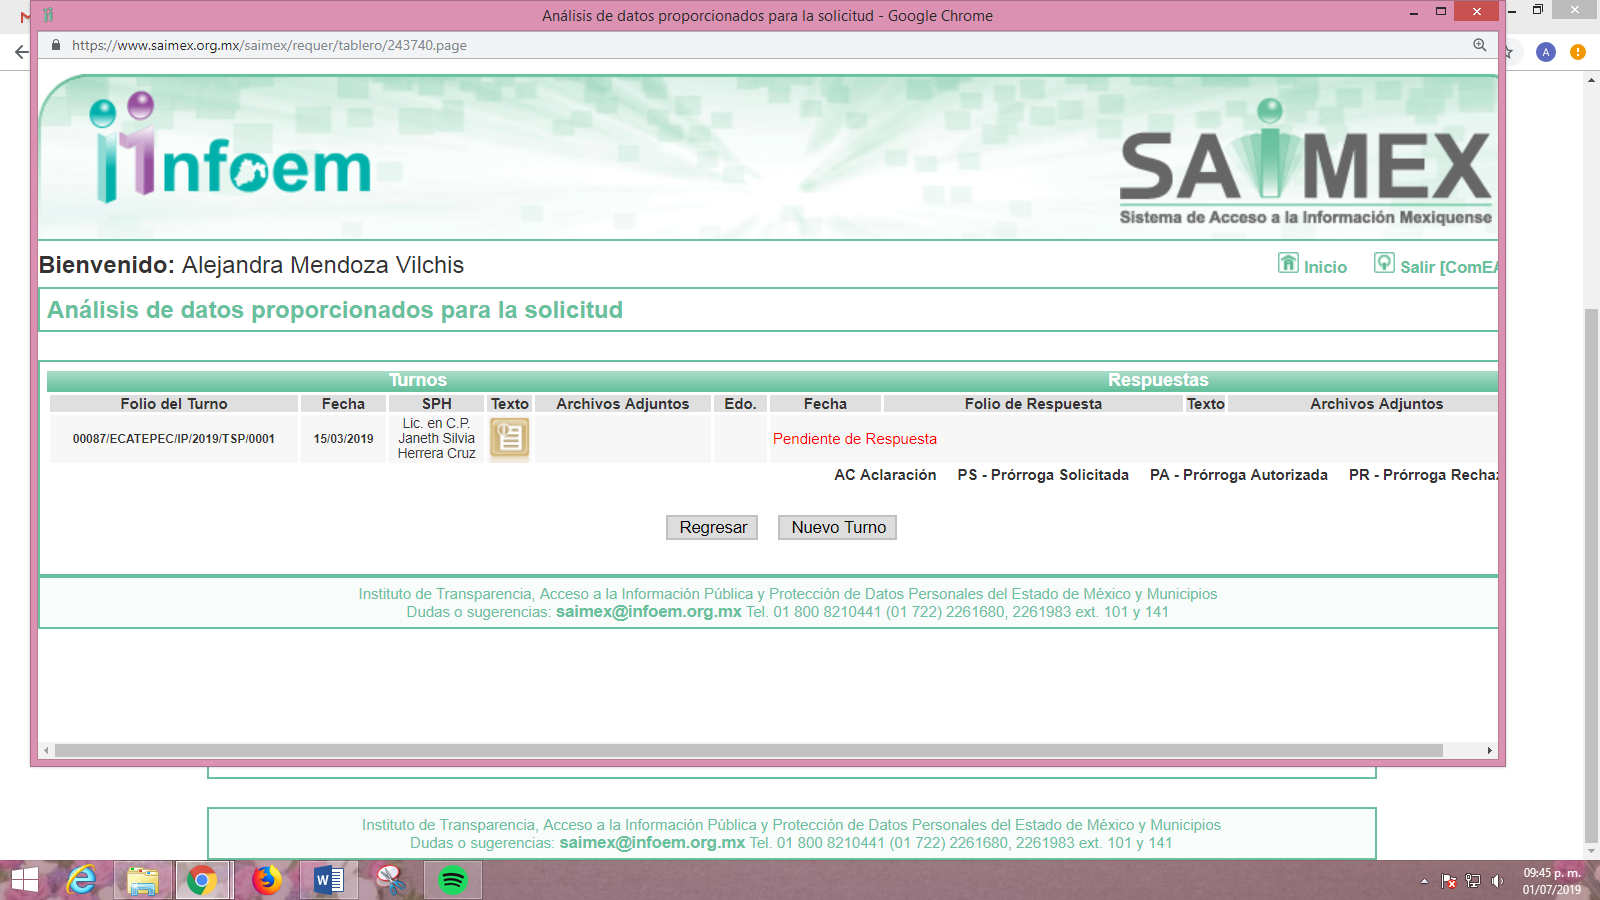 Análisis de datos proporcionados para la solicitud - Google Chrome
https://www.saimex.org.mx/saimex/requer/tablero/243740.page
A
infoem
SAIMEX
Sistema de Acceso a la Información Mexiquense
Bienvenido: Alejandra Mendoza Vilchis
Inicio Salir [ComEA
Análisis de datos proporcionados para la solicitud
Turnos Respuestas
Folio del Turno Fecha SPH Texto Archivos Adjuntos Edo. Fecha Folio de Respuesta Texto Archivos Adjuntos
00087/ECATEPEC/IP/2019/TSP/0001 15/03/2019 Lic. en C.P. Janeth Silvia Herrera Cruz Pendiente de Respuesta
AC Aclaración PS - Prórroga Solicitada PA - Prórroga Autorizada PR - Prórroga Rechaz
Regresar Nuevo Turno
Instituto de Transparencia, Acceso a la Información Pública y Protección de Datos Personales del Estado de México y Municipios
Dudas o sugerencias: saimex@infoem.org.mx Tel. 01 800 8210441 (01 722) 2261680, 2261983 ext. 101 y 141
Instituto de Transparencia, Acceso a la Información Pública y Protección de Datos Personales del Estado de México y Municipios
Dudas o sugerencias: saimex@infoem.org.mx Tel. 01 800 8210441 (01 722) 2261680, 2261983 ext. 101 y 141
09:45 p. m.
01/07/2019